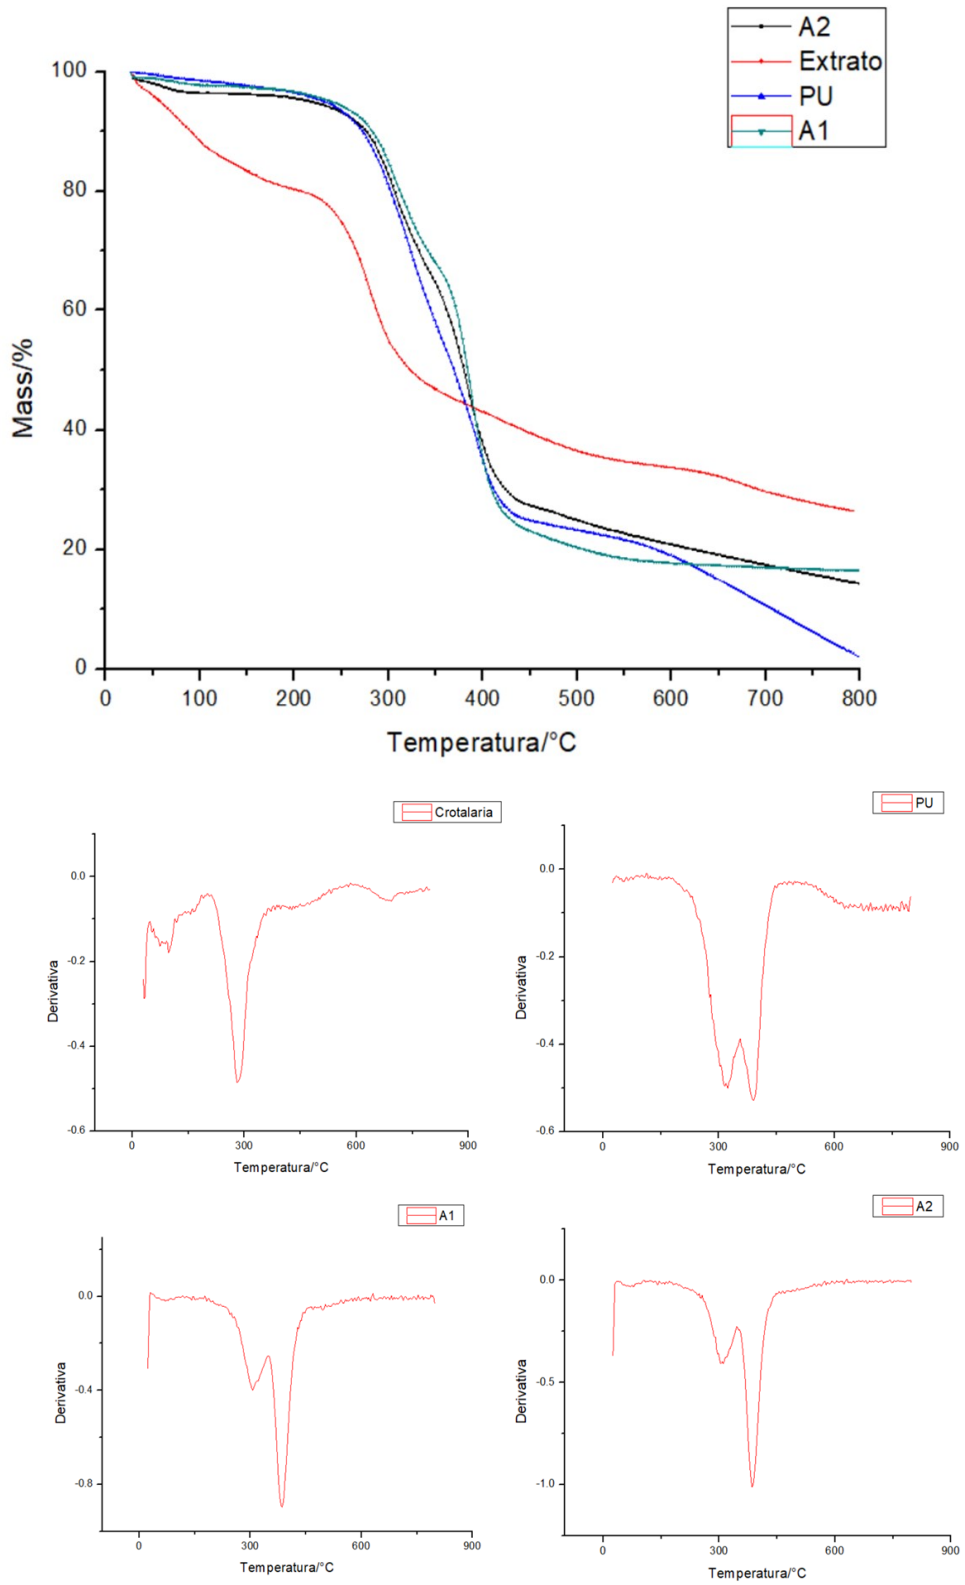 A2
Extrato
PU
A1
100
80
60
40
20
0
Mass/%
0 100 200 300 400 500 600 700 800
Temperatura/°C
Crotalaria
0.0
-0.2
-0.4
-0.6
Derivativa
0 300 600 900
Temperatura/°C
PU
0.0
-0.2
-0.4
-0.6
Derivativa
0 300 600 900
Temperatura/°C
A1
0.0
-0.4
-0.8
Derivativa
0 300 600 900
Temperatura/°C
A2
0.0
-0.5
-1.0
Derivativa
0 300 600 900
Temperatura/°C